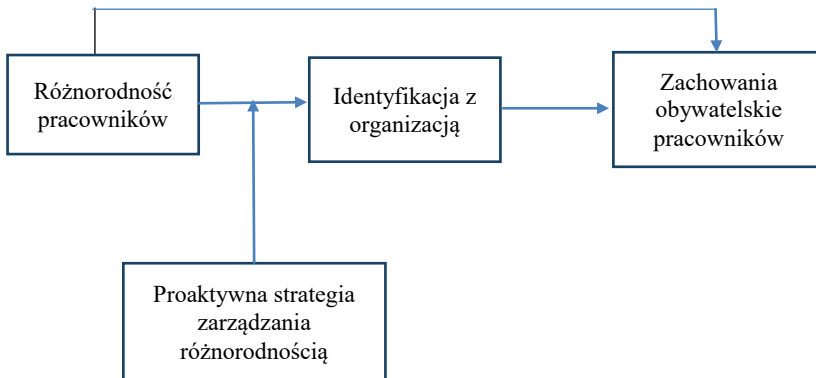 Różnorodność
pracowników
Identyfikacja z
organizacją
Zachowania
obywatelskie
pracowników
Proaktywna strategia
zarządzania
różnorodnością